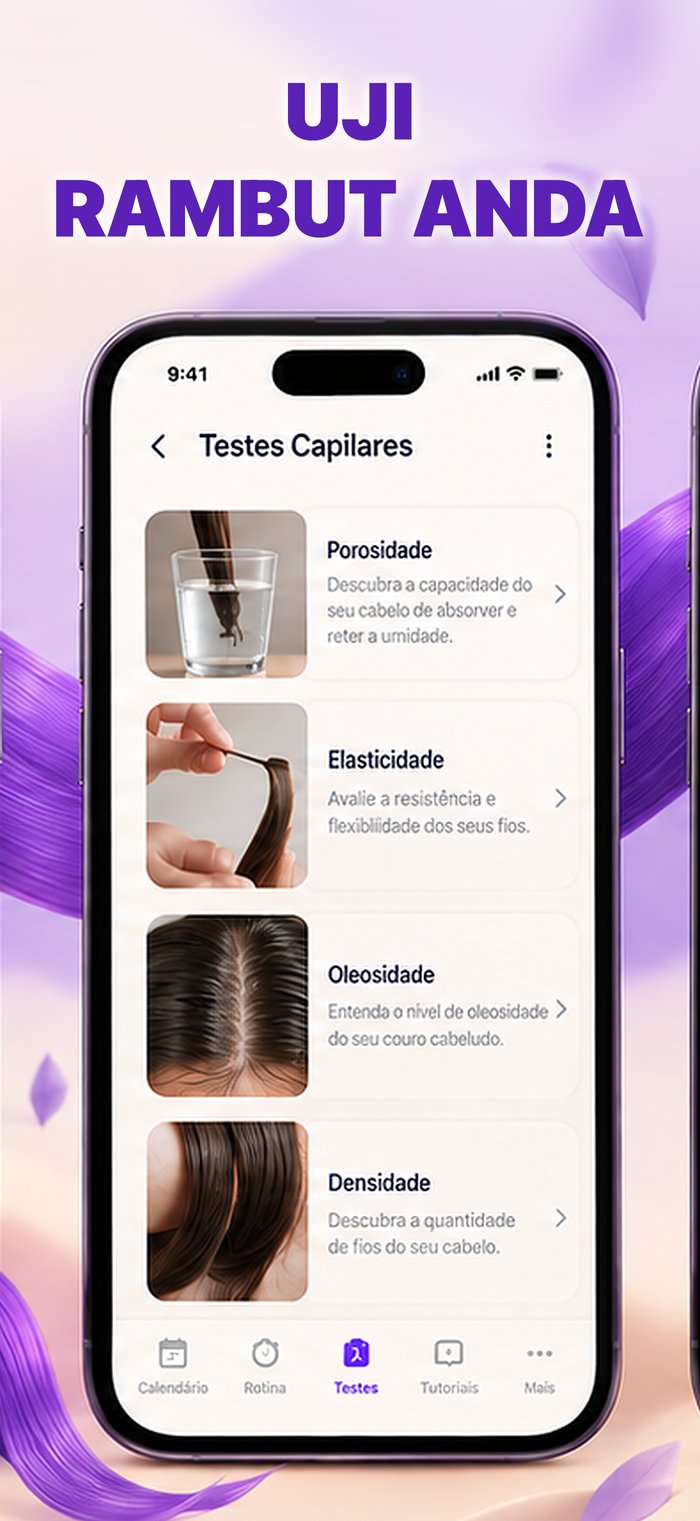 UJI
RAMBUT ANDA
9:41
Testes Capilares
Porosidade
Descubra a capacidade do
seu cabelo de absorver e
reter a umidade.
Elasticidade
Avalie a resistência e
flexibliidade dos seus fios.
Oleosidade
Entenda o nível de oleosidade
do seu couro cabeludo.
Densidade
Descubra a quantidade
de fios do seu cabelo.
Calendário
Rotina
Testes
Tutoriais
Mais